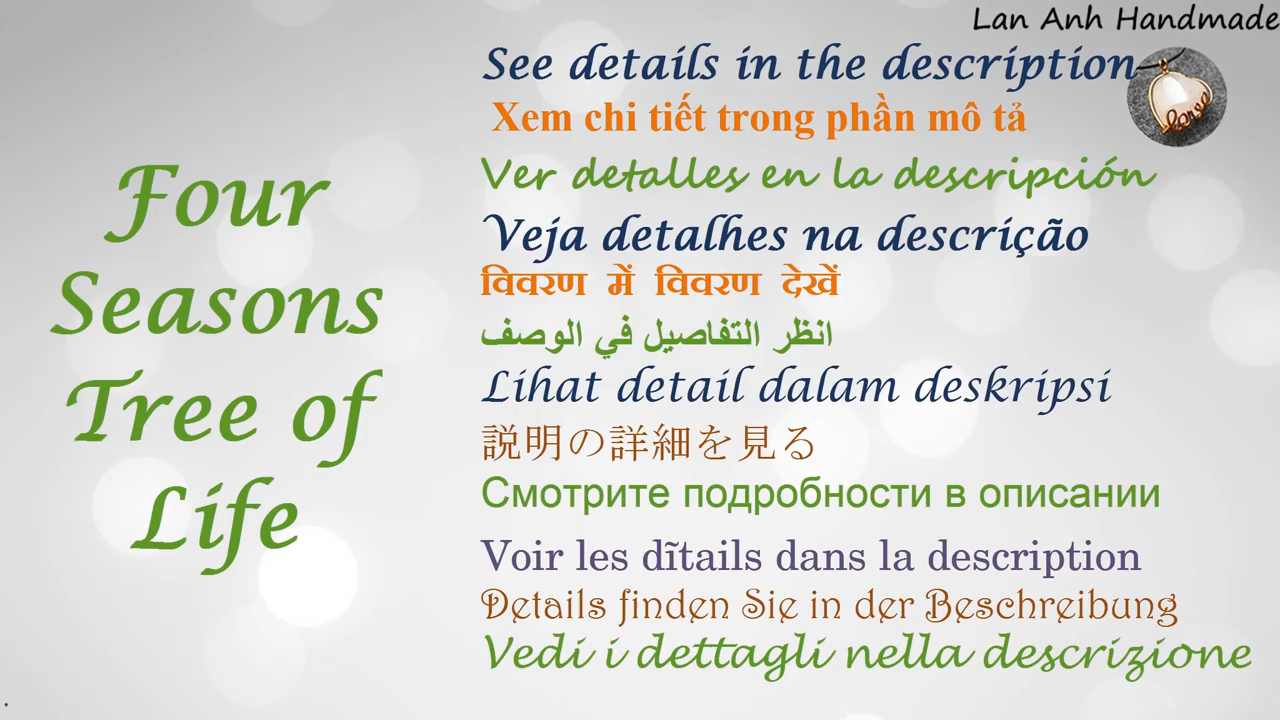 Lan Anh Handmade
Four
Seasons
Tree of
Life
See details in the description
Xem chi tiết trong phần mô tả
Ver detalles en la descripción
Veja detalhes na descrição
विवरण में विवरण देखें
انظر التفاصيل في الوصف
Lihat detail dalam deskripsi
説明の詳細を見る
Смотрите подробности в описании
Voir les dĩtails dans la description
Details finden Sie in der Beschreibung
Vedi i dettagli nella descrizione